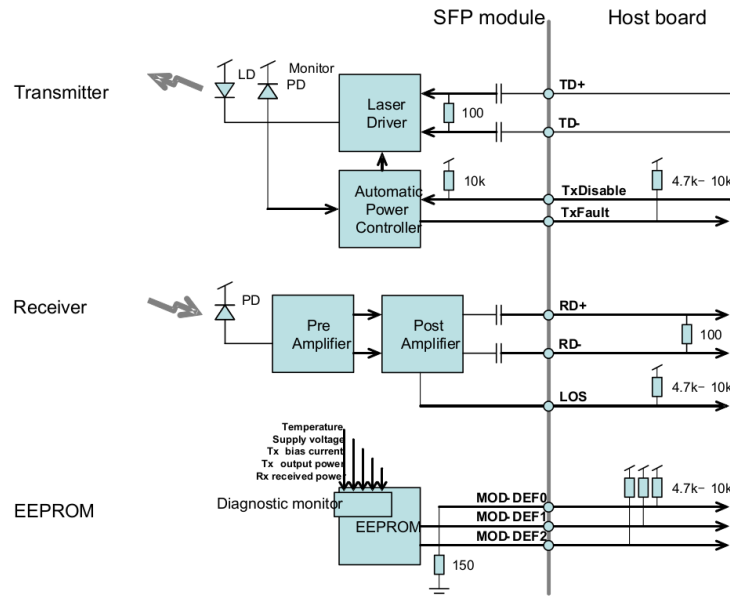 SFP module
Host board
Transmitter
LD
Monitor
PD
Laser
Driver
100
TD+
TD-
Automatic
Power
Controller
10k
4.7k- 10k
TxDisable
TxFault
Receiver
PD
Pre
Amplifier
Post
Amplifier
RD+
100
RD-
4.7k- 10k
LOS
Temperature
Supply voltage
Tx bias current
Tx output power
Rx received power
Diagnostic monitor
EEPROM
EEPROM
MOD-DEF0
MOD-DEF1
MOD-DEF2
4.7k- 10k
150